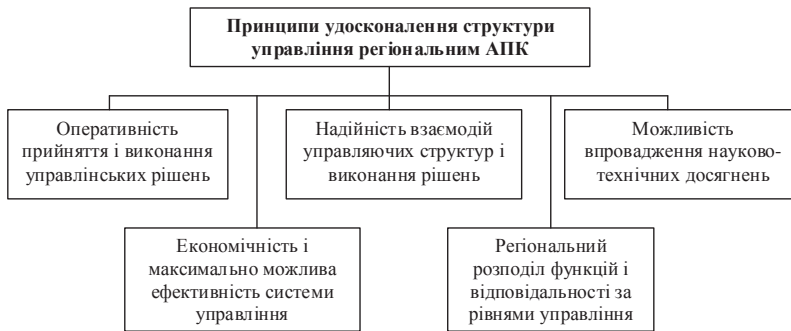 Принципи удосконалення структури
управління регіональним АПК
Оперативність
прийняття і виконання
управлінських рішень
Надійність взаємодій
управляючих структур і
виконання рішень
Можливість
впровадження науково-
технічних досягнень
Економічність і
максимально можлива
ефективність системи
управління
Регіональний
розподіл функцій і
відповідальності за
рівнями управління